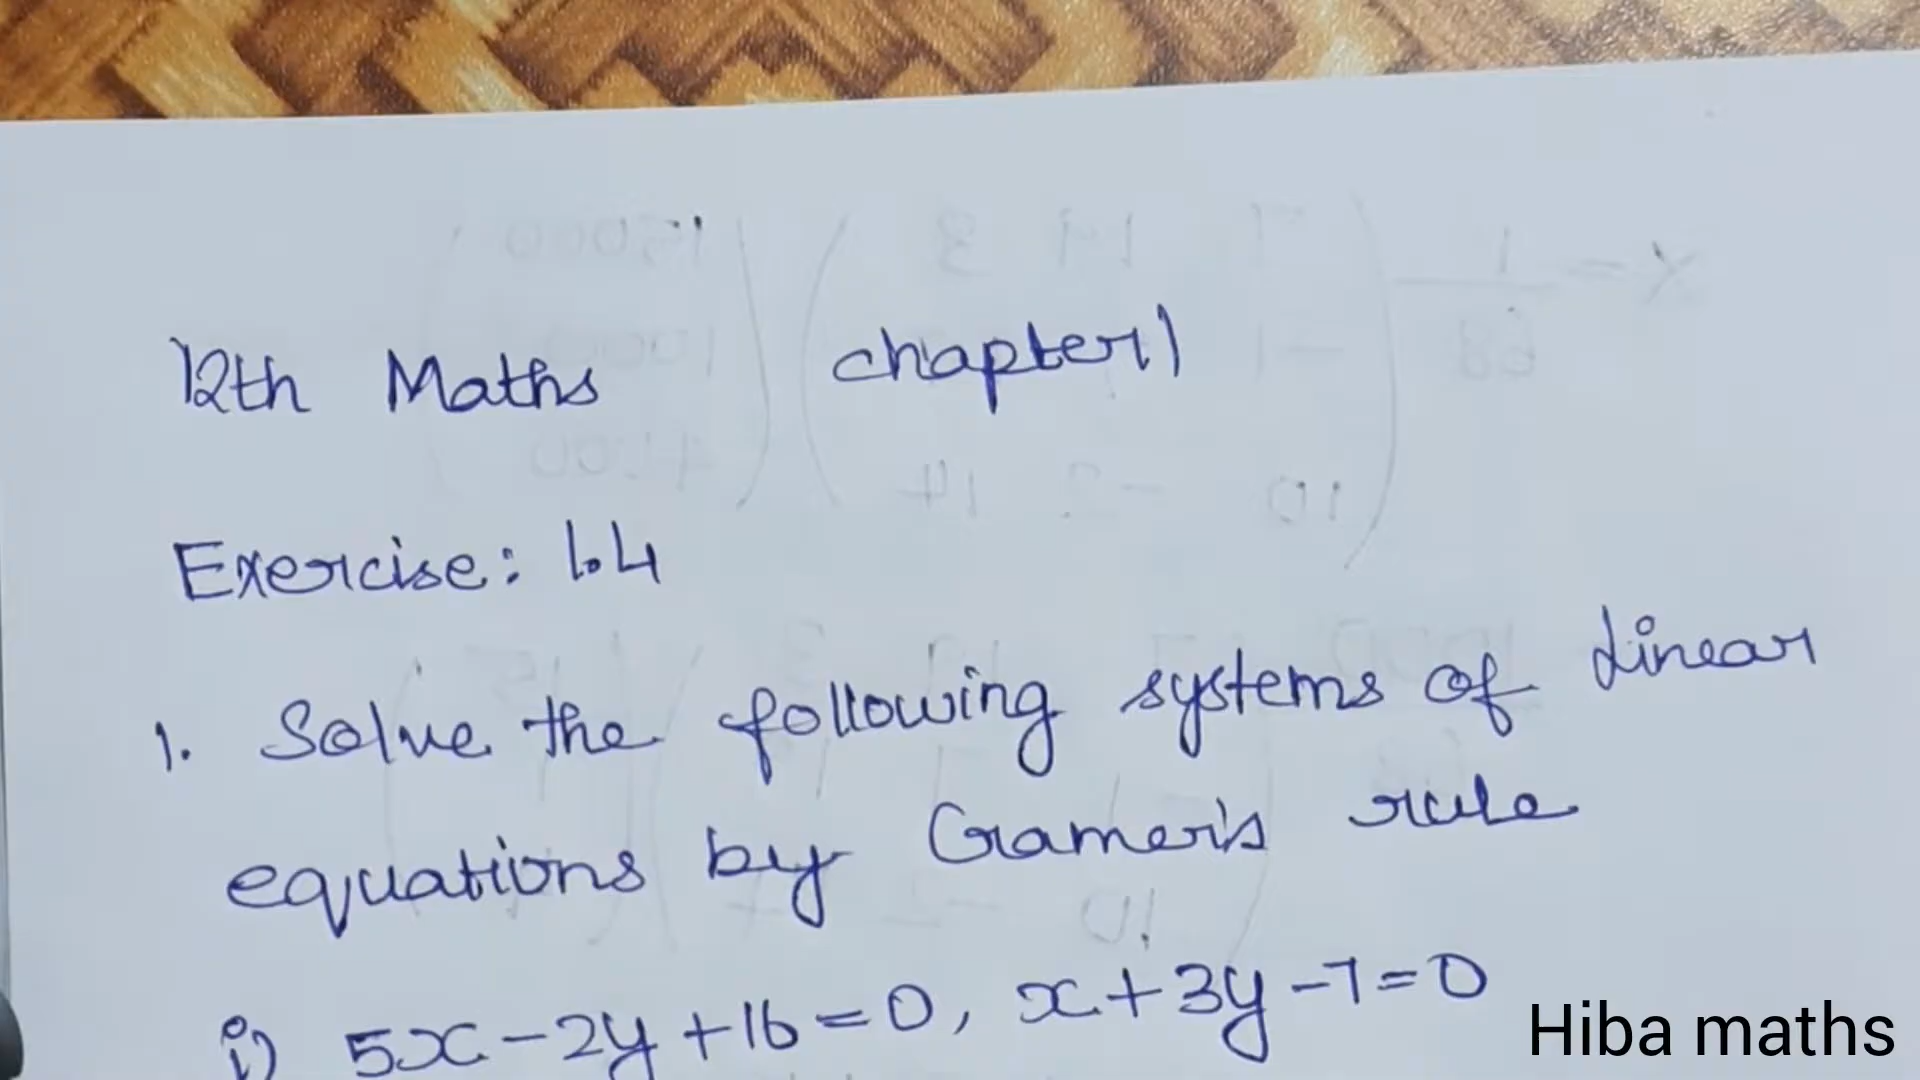 12th Maths chapter 1
Exercise: 1.4
1. Solve the following systems of Linear
equations by Cramer's rule
i) 5x - 2y + 16 = 0, x + 3y - 7 = 0
Hiba maths